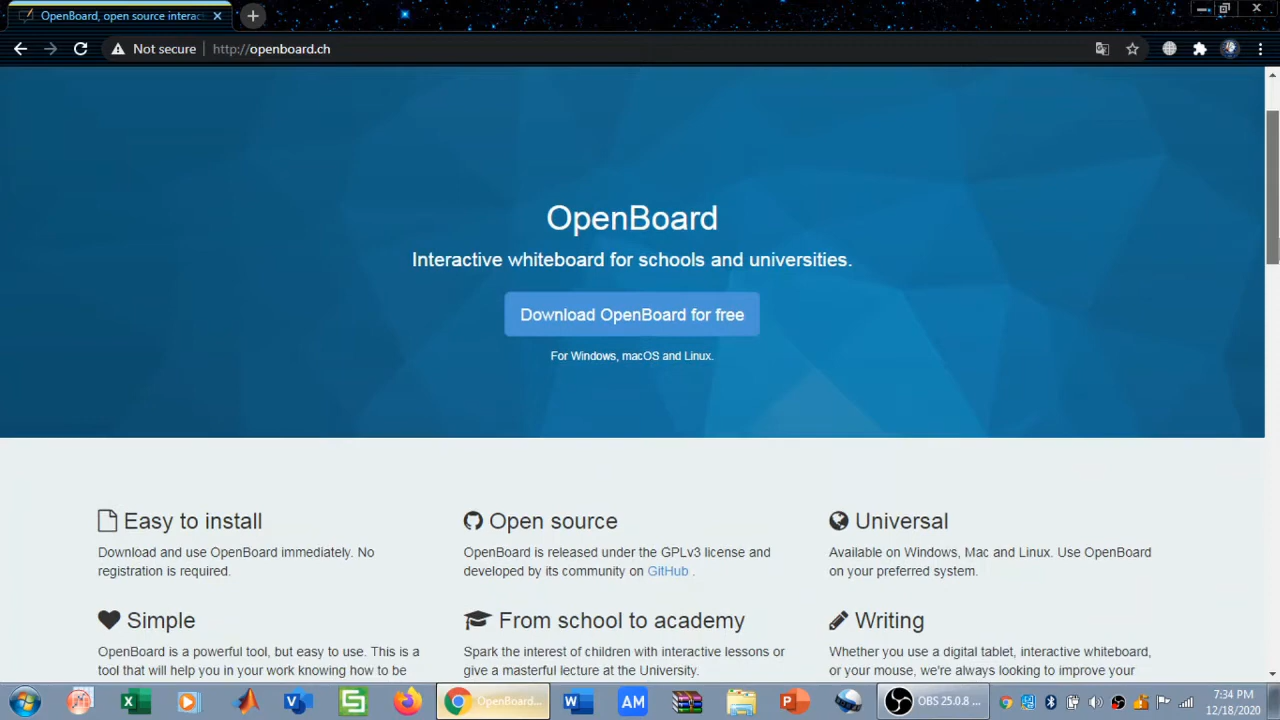 OpenBoard, open source interac
Not secure
http://openboard.ch
OpenBoard
Interactive whiteboard for schools and universities.
Download OpenBoard for free
For Windows, macOS and Linux.
Easy to install
Download and use OpenBoard immediately. No
registration is required.
Open source
OpenBoard is released under the GPLv3 license and
developed by its community on GitHub .
Universal
Available on Windows, Mac and Linux. Use OpenBoard
on your preferred system.
Simple
OpenBoard is a powerful tool, but easy to use. This is a
tool that will help you in your work knowing how to be
From school to academy
Spark the interest of children with interactive lessons or
give a masterful lecture at the University.
Writing
Whether you use a digital tablet, interactive whiteboard,
or your mouse, we're always looking to improve your
OpenBoard...
AM
OBS 25.0.8 ...
7:34 PM
12/18/2020